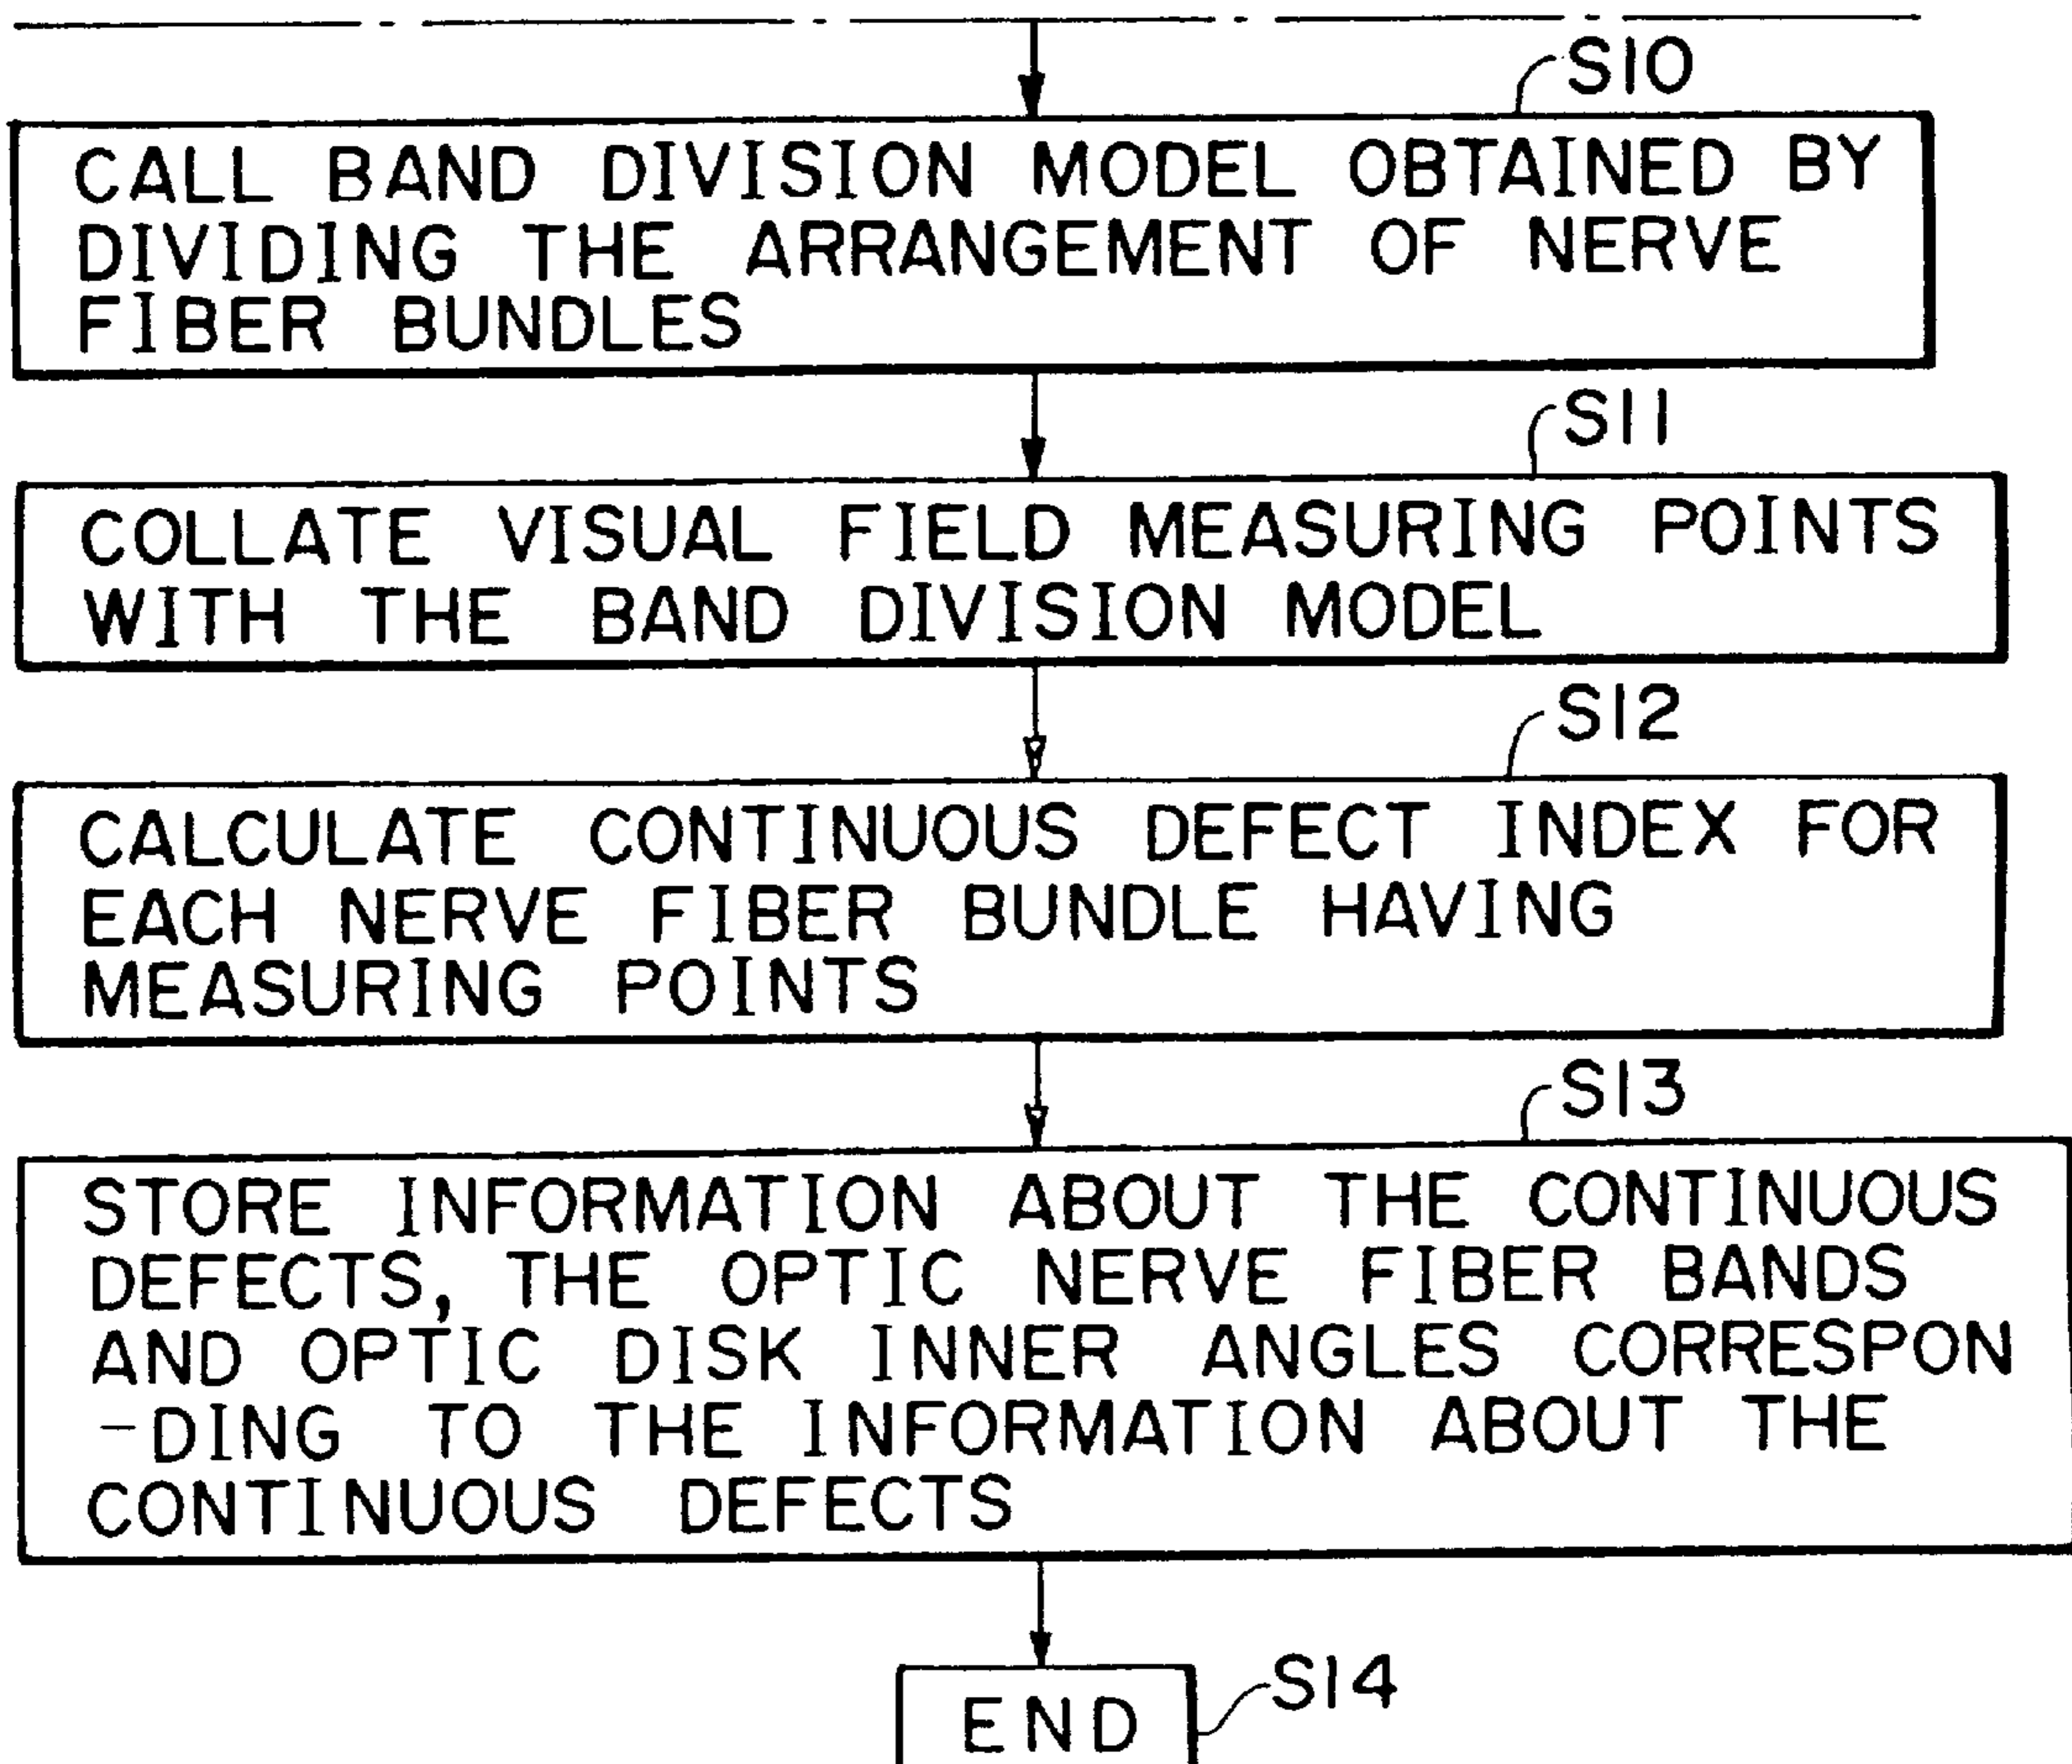 S10
CALL BAND DIVISION MODEL OBTAINED BY
DIVIDING THE ARRANGEMENT OF NERVE
FIBER BUNDLES
S11
COLLATE VISUAL FIELD MEASURING POINTS
WITH THE BAND DIVISION MODEL
S12
CALCULATE CONTINUOUS DEFECT INDEX FOR
EACH NERVE FIBER BUNDLE HAVING
MEASURING POINTS
S13
STORE INFORMATION ABOUT THE CONTINUOUS
DEFECTS, THE OPTIC NERVE FIBER BANDS
AND OPTIC DISK INNER ANGLES CORRESPON
-DING TO THE INFORMATION ABOUT THE
CONTINUOUS DEFECTS
END
S14